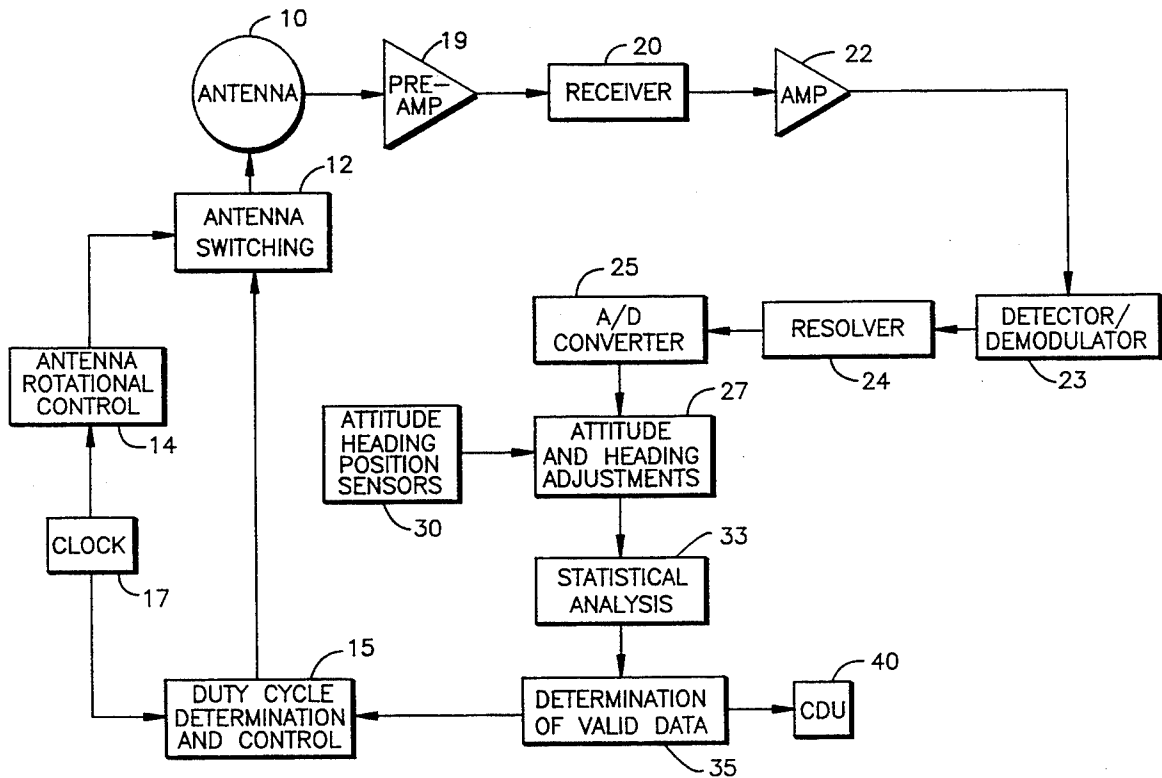 10
ANTENNA
19
PRE-
AMP
20
RECEIVER
22
AMP
12
ANTENNA
SWITCHING
25
A/D
CONVERTER
RESOLVER
24
DETECTOR/
DEMODULATOR
23
ANTENNA
ROTATIONAL
CONTROL
14
ATTITUDE
HEADING
POSITION
SENSORS
30
27
ATTITUDE
AND HEADING
ADJUSTMENTS
CLOCK
17
33
STATISTICAL
ANALYSIS
15
DUTY CYCLE
DETERMINATION
AND CONTROL
DETERMINATION
OF VALID DATA
35
40
CDU